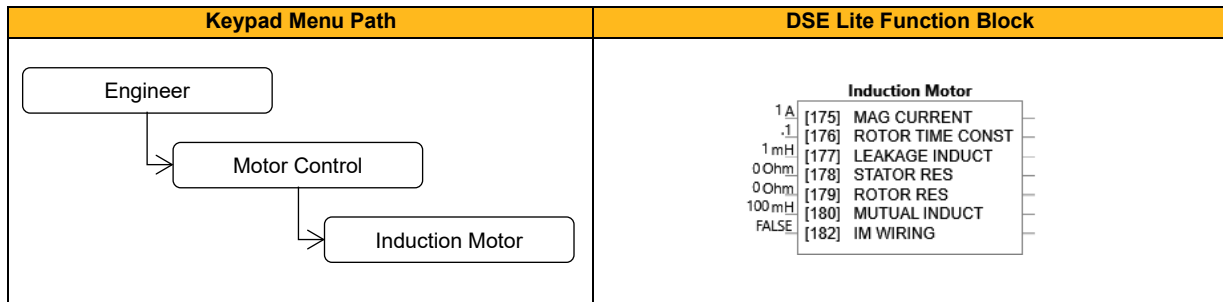 Keypad Menu Path
DSE Lite Function Block
Engineer
Motor Control
Induction Motor
Induction Motor
1 A [175] MAG CURRENT
.1 [176] ROTOR TIME CONST
1 mH [177] LEAKAGE INDUCT
0 Ohm [178] STATOR RES
0 Ohm [179] ROTOR RES
100 mH [180] MUTUAL INDUCT
FALSE [182] IM WIRING